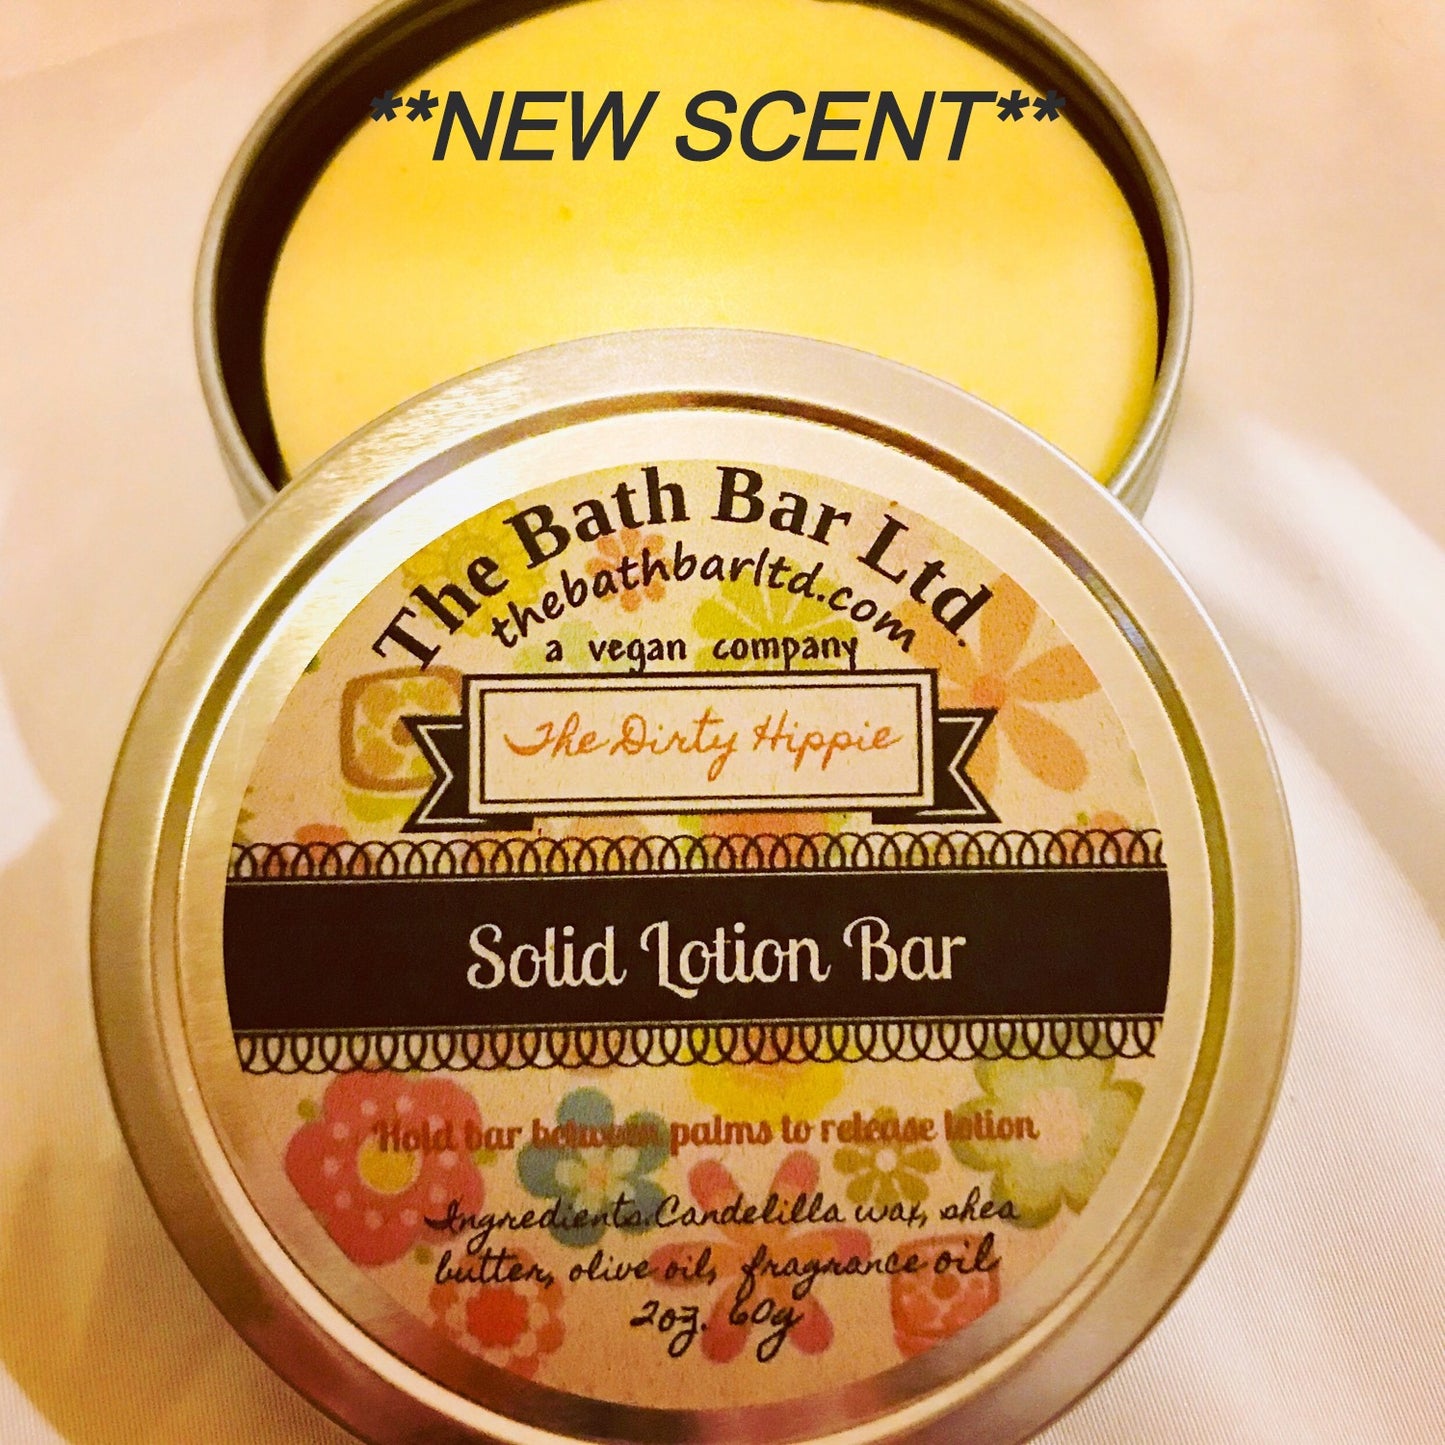 **NEW SCENT**
The Bath Bar Ltd.
thebathbarltd.com
a vegan company
The Dirty Hippie
Solid Lotion Bar
Hold bar between palms to release lotion
Ingredients: Candelilla wax, shea
butter, olive oil, fragrance oil
2oz. 60g